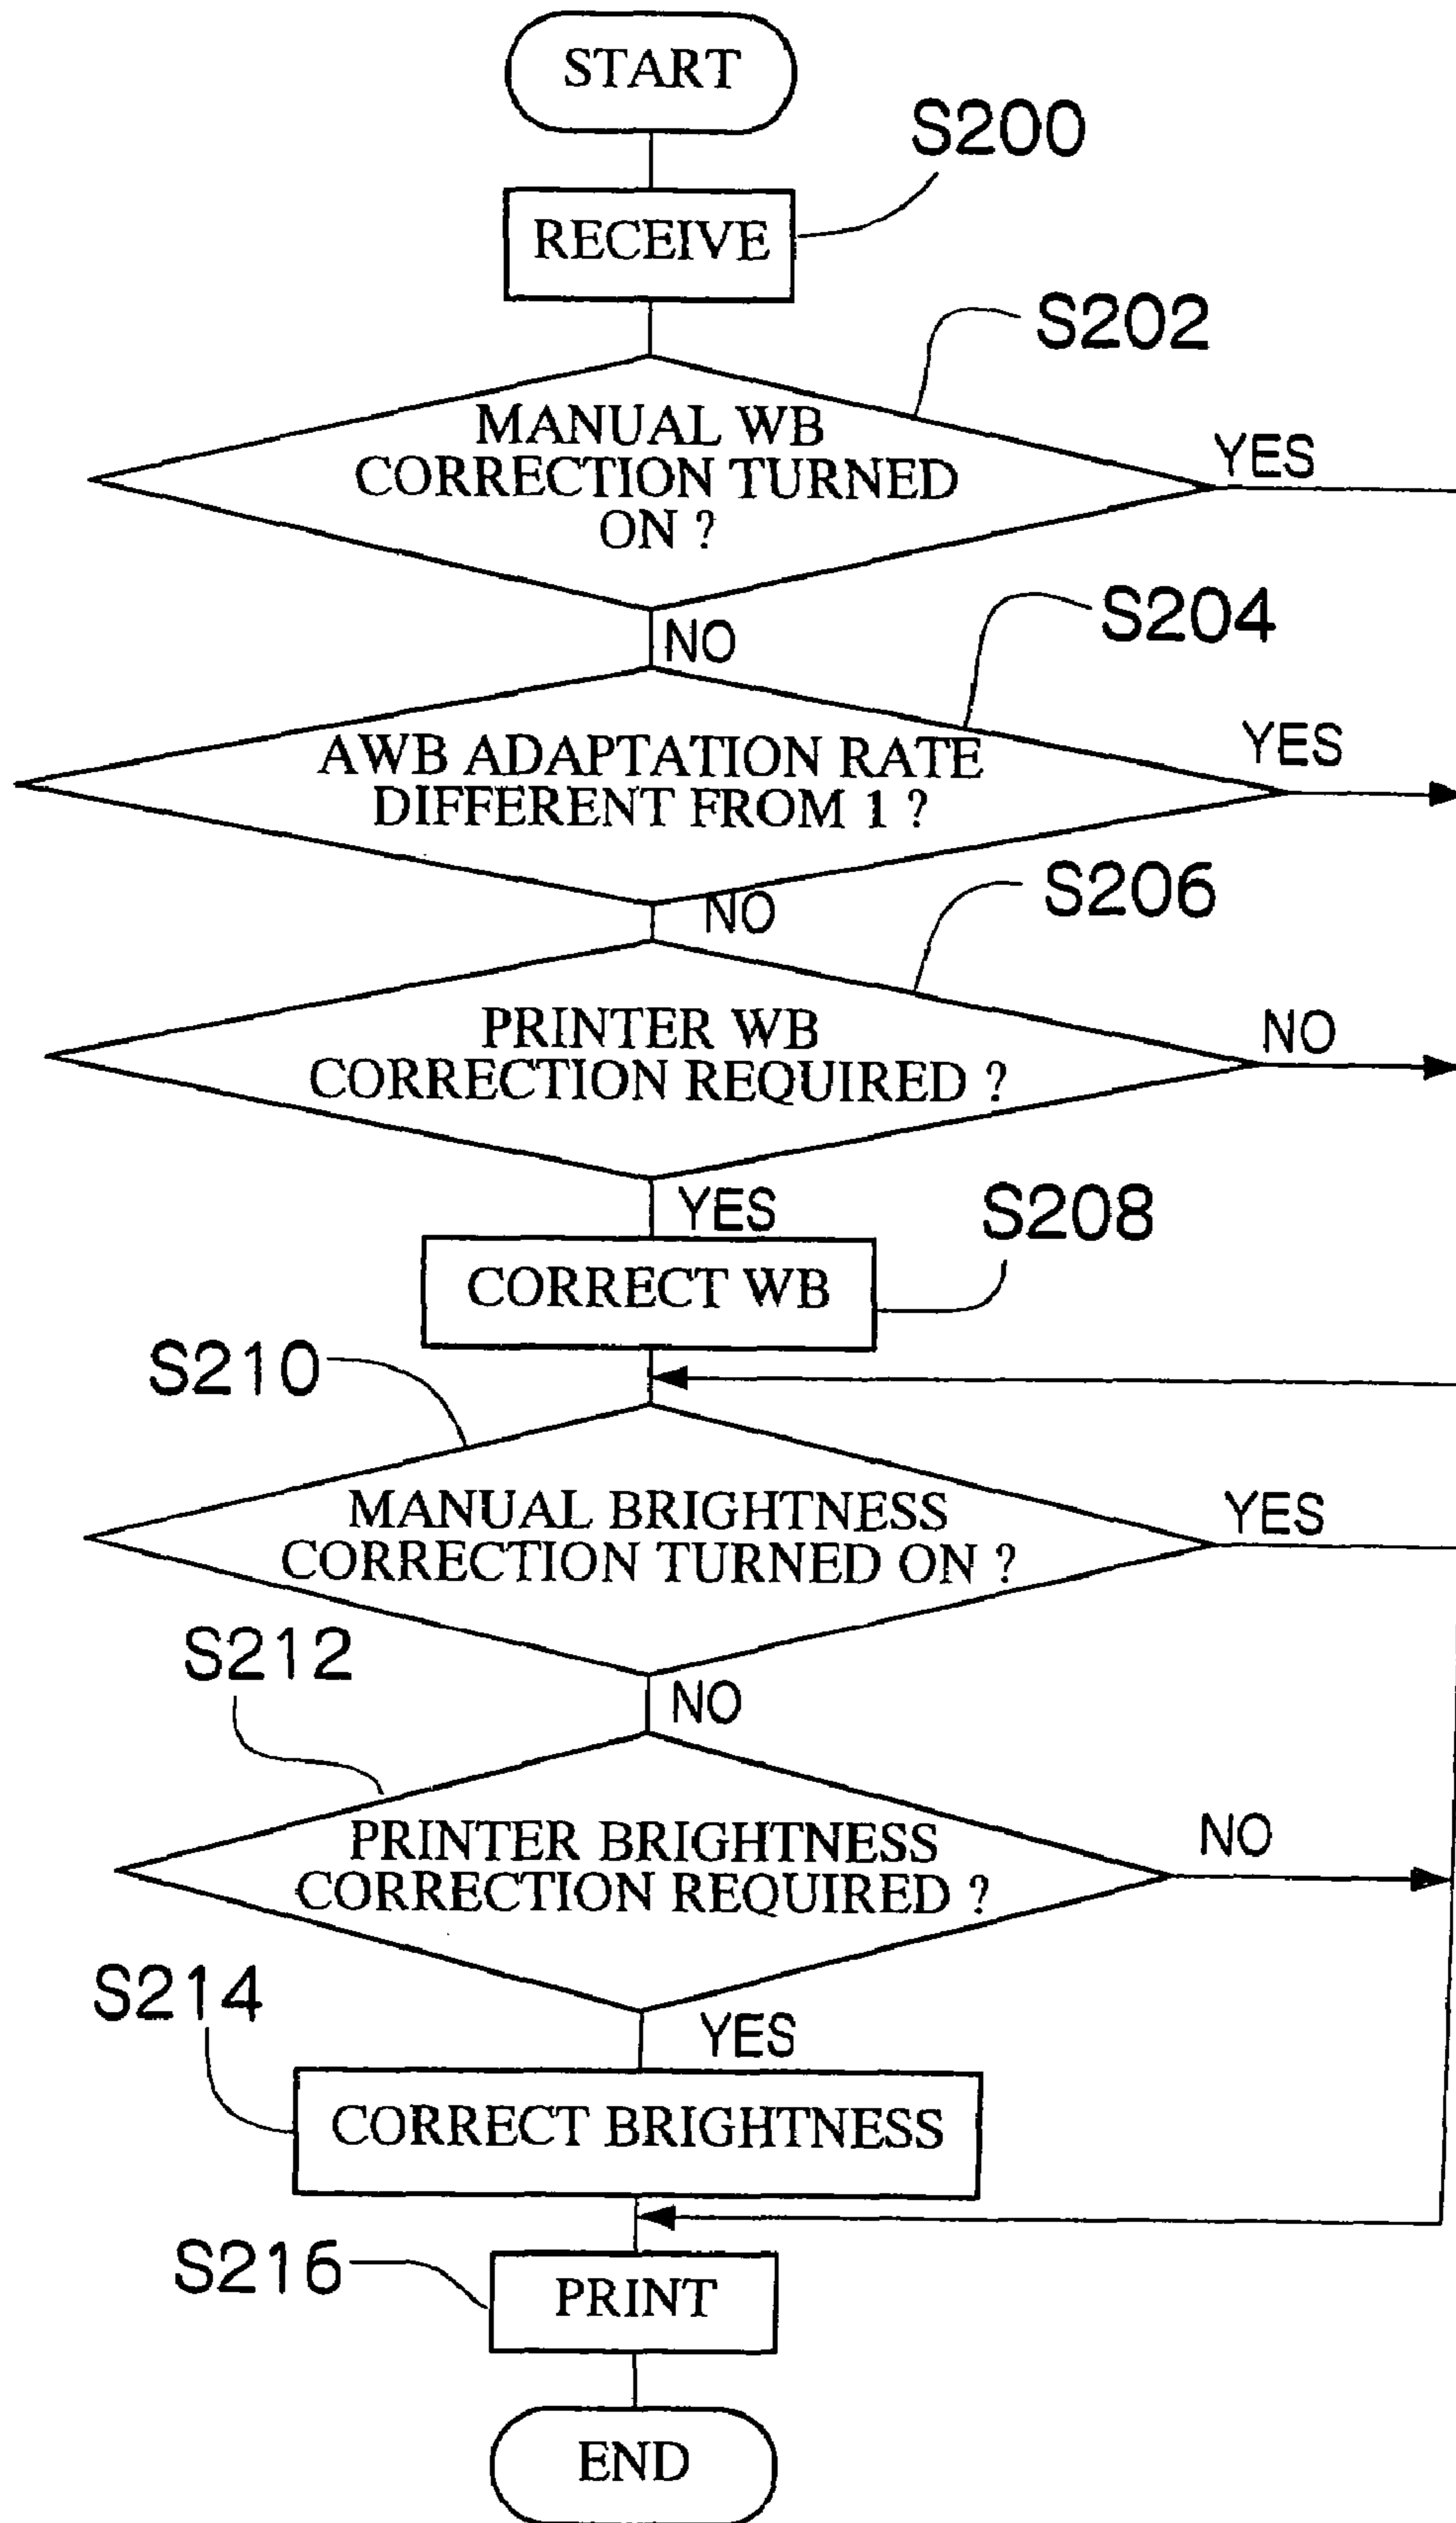 START
S200
RECEIVE
S202
MANUAL WB
CORRECTION TURNED
ON ?
YES
NO
S204
AWB ADAPTATION RATE
DIFFERENT FROM 1 ?
YES
NO
S206
PRINTER WB
CORRECTION REQUIRED ?
NO
YES
S208
CORRECT WB
S210
MANUAL BRIGHTNESS
CORRECTION TURNED ON ?
YES
NO
S212
PRINTER BRIGHTNESS
CORRECTION REQUIRED ?
NO
YES
S214
CORRECT BRIGHTNESS
S216
PRINT
END